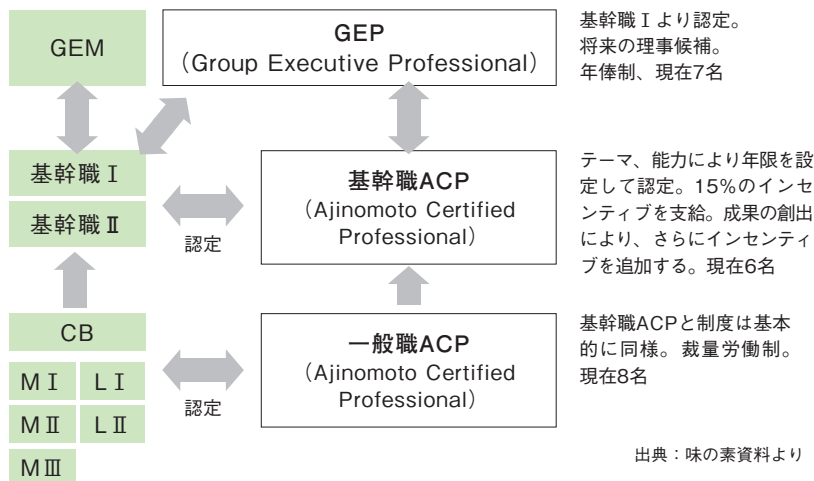 GEM
GEP
（Group Executive Professional）
基幹職Ⅰより認定。
将来の理事候補。
年俸制、現在7名
基幹職Ⅰ
基幹職Ⅱ
認定
基幹職ACP
（Ajinomoto Certified
Professional）
テーマ、能力により年限を設
定して認定。15％のインセ
ンティブを支給。成果の創出
により、さらにインセンティ
ブを追加する。現在6名
CB
MⅠ
LⅠ
MⅡ
LⅡ
MⅢ
認定
一般職ACP
（Ajinomoto Certified
Professional）
基幹職ACPと制度は基本
的に同様。裁量労働制。
現在8名
出典：味の素資料より